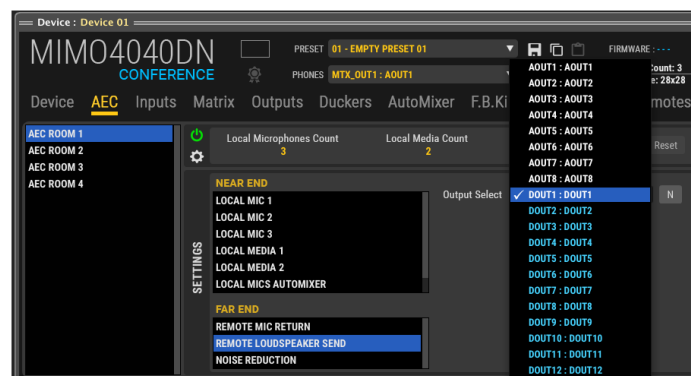 Device : Device 01
MIMO4040DN
CONFERENCE
PRESET 01 - EMPTY PRESET 01
FIRMWARE : - - -
PHONES MTX_OUT1 : AOUT1
Count: 3
e: 28x28
Device AEC Inputs Matrix Outputs Duckers AutoMixer F.B.Ki
motes
AEC ROOM 1
AEC ROOM 2
AEC ROOM 3
AEC ROOM 4
Local Microphones Count
3
Local Media Count
2
Reset
SETTINGS
NEAR END
LOCAL MIC 1
LOCAL MIC 2
LOCAL MIC 3
LOCAL MEDIA 1
LOCAL MEDIA 2
LOCAL MICS AUTOMIXER
FAR END
REMOTE MIC RETURN
REMOTE LOUDSPEAKER SEND
NOISE REDUCTION
Output Select
N
AOUT1 : AOUT1
AOUT2 : AOUT2
AOUT3 : AOUT3
AOUT4 : AOUT4
AOUT5 : AOUT5
AOUT6 : AOUT6
AOUT7 : AOUT7
AOUT8 : AOUT8
DOUT1 : DOUT1
DOUT2 : DOUT2
DOUT3 : DOUT3
DOUT4 : DOUT4
DOUT5 : DOUT5
DOUT6 : DOUT6
DOUT7 : DOUT7
DOUT8 : DOUT8
DOUT9 : DOUT9
DOUT10 : DOUT10
DOUT11 : DOUT11
DOUT12 : DOUT12